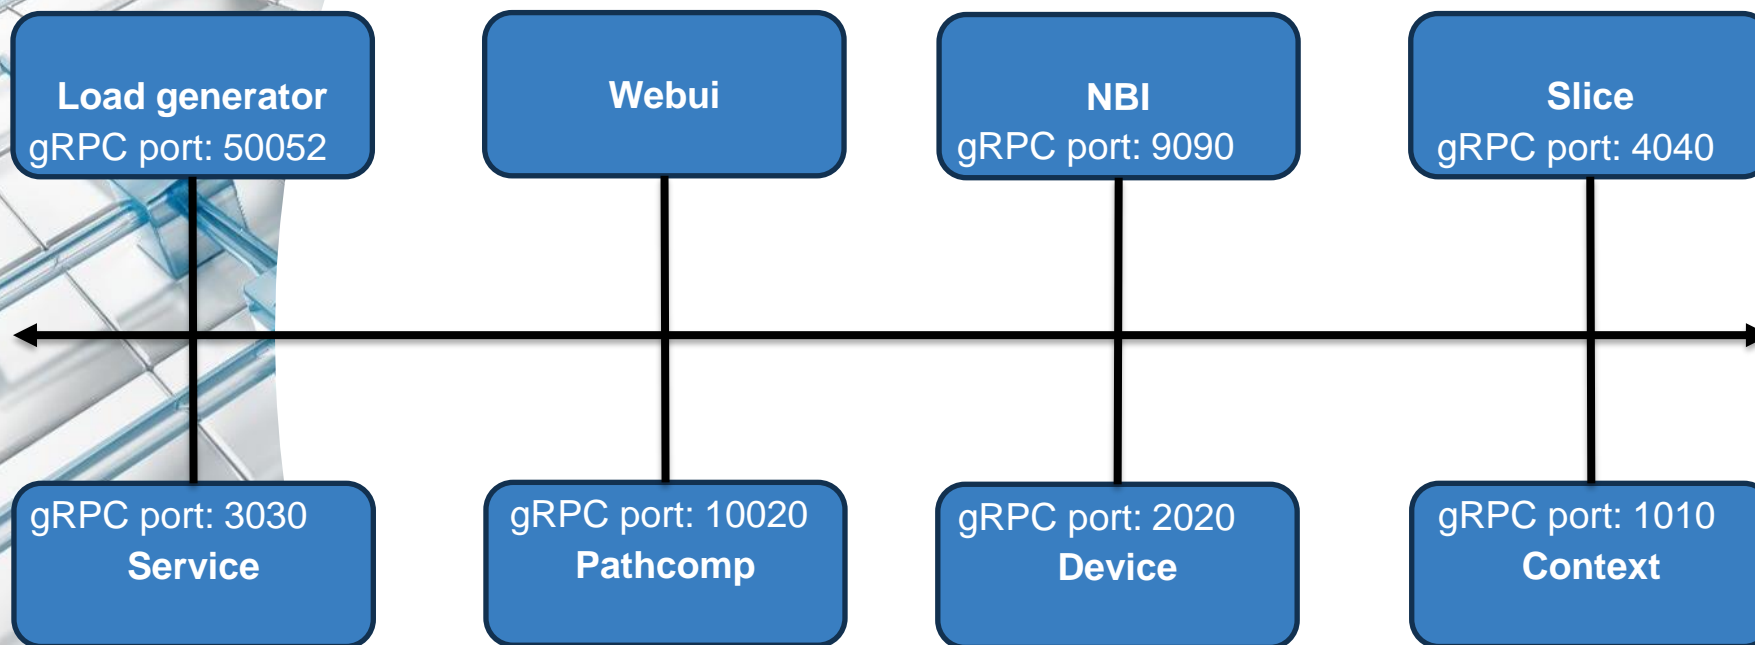 Load generator
gRPC port: 50052
Webui
NBI
gRPC port: 9090
Slice
gRPC port: 4040
gRPC port: 3030
Service
gRPC port: 10020
Pathcomp
gRPC port: 2020
Device
gRPC port: 1010
Context